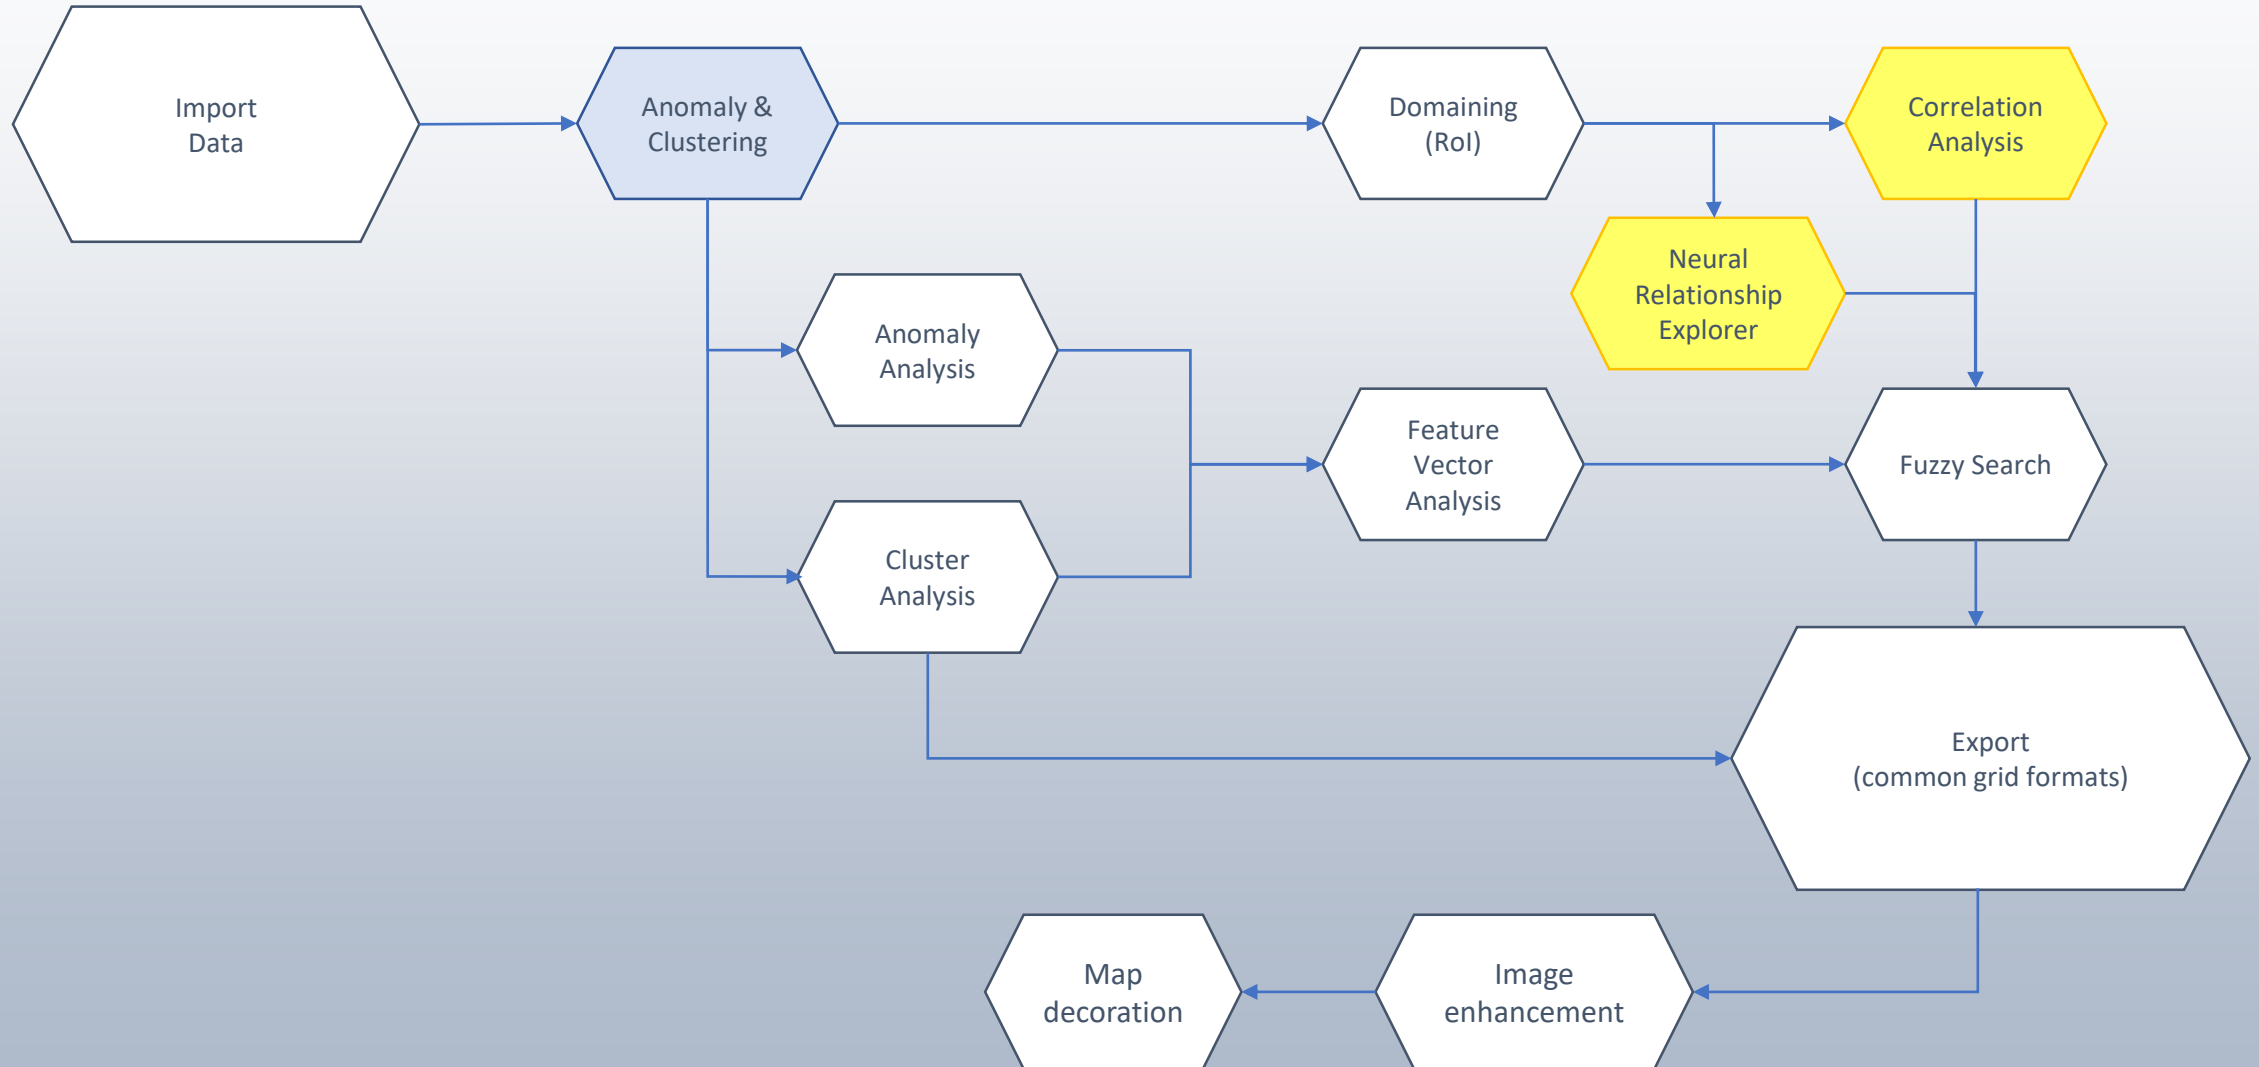 Import
Data
Anomaly &
Clustering
Domaining
(RoI)
Correlation
Analysis
Neural
Relationship
Explorer
Anomaly
Analysis
Feature
Vector
Analysis
Fuzzy Search
Cluster
Analysis
Export
(common grid formats)
Map
decoration
Image
enhancement